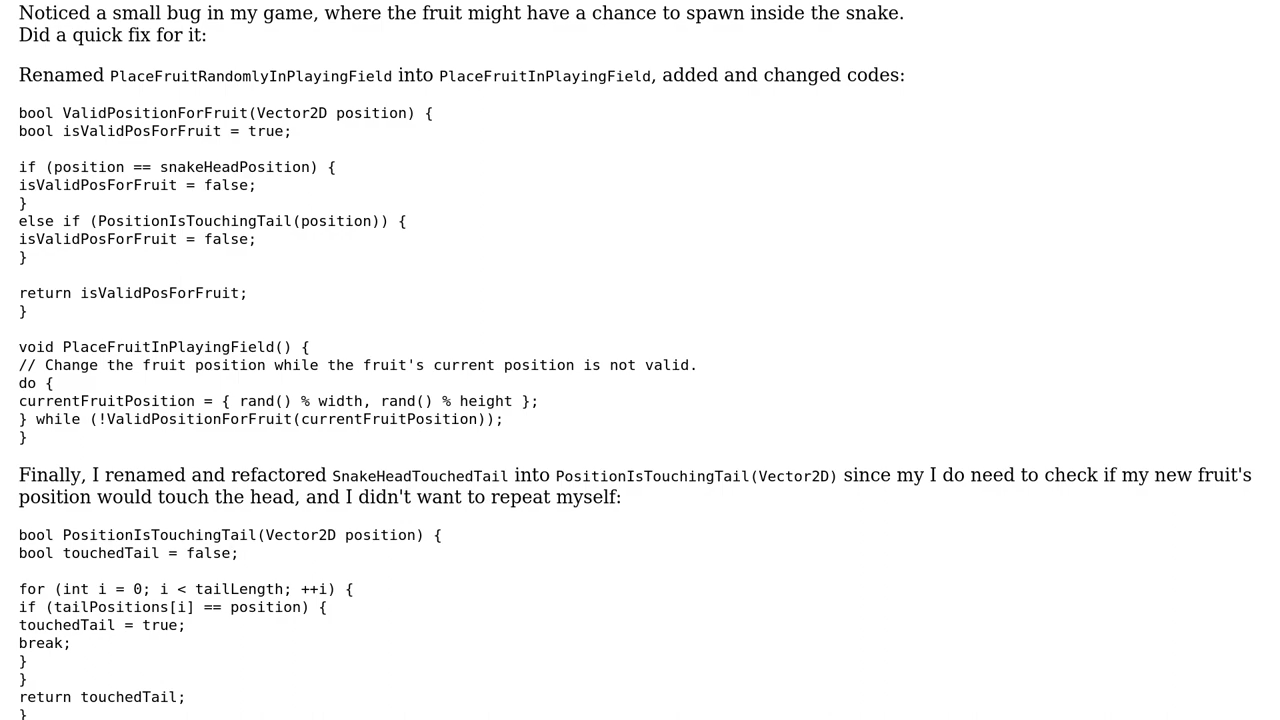 Noticed a small bug in my game, where the fruit might have a chance to spawn inside the snake.
Did a quick fix for it:
Renamed PlaceFruitRandomlyInPlayingField into PlaceFruitInPlayingField, added and changed codes:
bool ValidPositionForFruit(Vector2D position) {
bool isValidPosForFruit = true;
if (position == snakeHeadPosition) {
isValidPosForFruit = false;
}
else if (PositionIsTouchingTail(position)) {
isValidPosForFruit = false;
}
return isValidPosForFruit;
}
void PlaceFruitInPlayingField() {
// Change the fruit position while the fruit's current position is not valid.
do {
currentFruitPosition = { rand() % width, rand() % height };
} while (!ValidPositionForFruit(currentFruitPosition));
}
Finally, I renamed and refactored SnakeHeadTouchedTail into PositionIsTouchingTail(Vector2D) since my I do need to check if my new fruit's
position would touch the head, and I didn't want to repeat myself:
bool PositionIsTouchingTail(Vector2D position) {
bool touchedTail = false;
for (int i = 0; i < tailLength; ++i) {
if (tailPositions[i] == position) {
touchedTail = true;
break;
}
}
return touchedTail;
}